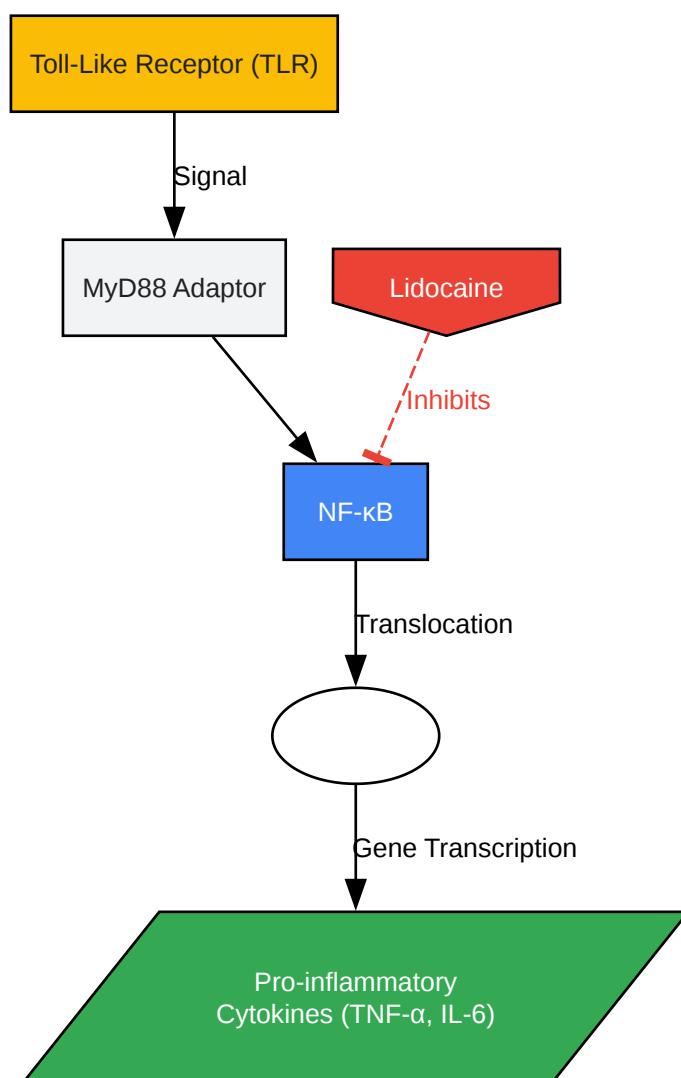 Toll-Like Receptor (TLR)
Signal
MyD88 Adaptor
Lidocaine
Inhibits
NF-κB
Translocation
Gene Transcription
Pro-inflammatory
Cytokines (TNF-α, IL-6)